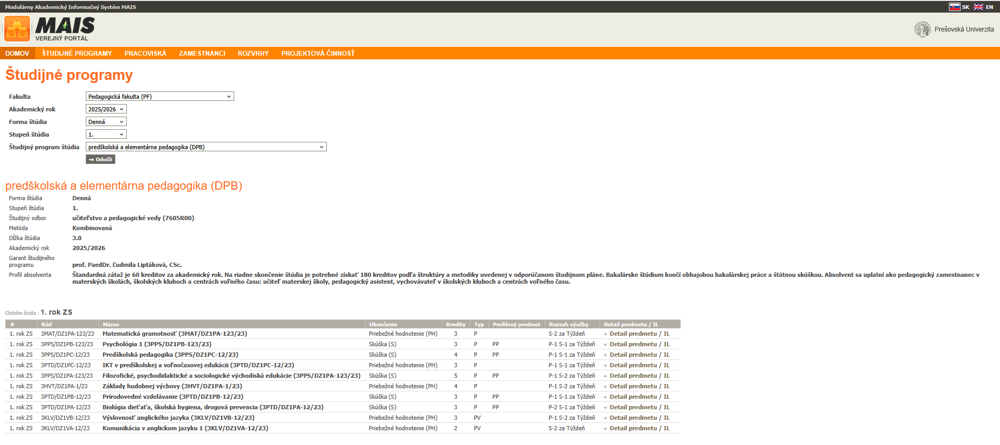 Modulárny Akademický Informačný Systém MAIS
SK EN
MAIS
VEREJNÝ PORTÁL
Prešovská Univerzita
DOMOV ŠTUDIJNÉ PROGRAMY PRACOVISKÁ ZAMESTNANCI ROZVRHY PROJEKTOVÁ ČINNOSŤ
Študijné programy
Fakulta Pedagogická fakulta (PF)
Akademický rok 2025/2026
Forma štúdia Denná
Stupeň štúdia 1.
Študijný program štúdia predškolská a elementárna pedagogika (DPB)
Odošli
predškolská a elementárna pedagogika (DPB)
Forma štúdia Denná
Stupeň štúdia 1.
Študijný odbor učiteľstvo a pedagogické vedy (7605R00)
Metóda Kombinovaná
Dĺžka štúdia 3.0
Akademický rok 2025/2026
Garant študijného
programu prof. PaedDr. Ľudmila Liptáková, CSc.
Profil absolventa Štandardná záťaž je 60 kreditov za akademický rok. Na riadne skončenie štúdia je potrebné získať 180 kreditov podľa štruktúry a metodiky uvedenej v odporúčanom študijnom pláne. Bakalárske štúdium končí obhajobou bakalárskej práce a štátnou skúškou. Absolvent sa uplatní ako pedagogický zamestnanec v
materských školách, školských kluboch a centrách voľného času: učiteľ materskej školy, pedagogický asistent, vychovávateľ v školských kluboch a centrách voľného času.
Obdobie štúdia : 1. rok ZS
# Kód Názov Ukončenie Kredity Typ Profilový predmet Rozsah výučby Detail predmetu / IL
1. rok ZS 3MAT/DZ1PA-123/23 Matematická gramotnosť (3MAT/DZ1PA-123/23) Priebežné hodnotenie (PH) 3 P S-2 za Týždeň Detail predmetu / IL
1. rok ZS 3PPS/DZ1PB-123/23 Psychológia 1 (3PPS/DZ1PB-123/23) Skúška (S) 3 P PP P-1 S-1 za Týždeň Detail predmetu / IL
1. rok ZS 3PPS/DZ1PC-12/23 Predškolská pedagogika (3PPS/DZ1PC-12/23) Skúška (S) 4 P PP P-1 S-1 za Týždeň Detail predmetu / IL
1. rok ZS 3PTD/DZ1PC-12/23 IKT v predškolskej a voľnočasovej edukácii (3PTD/DZ1PC-12/23) Priebežné hodnotenie (PH) 3 P P-1 S-1 za Týždeň Detail predmetu / IL
1. rok ZS 3PPS/DZ1PA-123/23 Filozofické, psychodidaktické a sociologické východiská edukácie (3PPS/DZ1PA-123/23) Skúška (S) 5 P PP P-1 S-2 za Týždeň Detail predmetu / IL
1. rok ZS 3HVT/DZ1PA-1/23 Základy hudobnej výchovy (3HVT/DZ1PA-1/23) Priebežné hodnotenie (PH) 4 P P-1 S-2 za Týždeň Detail predmetu / IL
1. rok ZS 3PTD/DZ1PB-12/23 Prírodovedné vzdelávanie (3PTD/DZ1PB-12/23) Skúška (S) 3 P PP P-1 S-1 za Týždeň Detail predmetu / IL
1. rok ZS 3PTD/DZ1PA-12/23 Biológia dieťaťa, školská hygiena, drogová prevencia (3PTD/DZ1PA-12/23) Skúška (S) 3 P PP P-2 S-1 za Týždeň Detail predmetu / IL
1. rok ZS 3KLV/DZ1VB-12/23 Výslovnosť anglického jazyka (3KLV/DZ1VB-12/23) Priebežné hodnotenie (PH) 3 PV P-1 S-2 za Týždeň Detail predmetu / IL
1. rok ZS 3KLV/DZ1VA-12/23 Komunikácia v anglickom jazyku 1 (3KLV/DZ1VA-12/23) Priebežné hodnotenie (PH) 2 PV S-2 za Týždeň Detail predmetu / IL